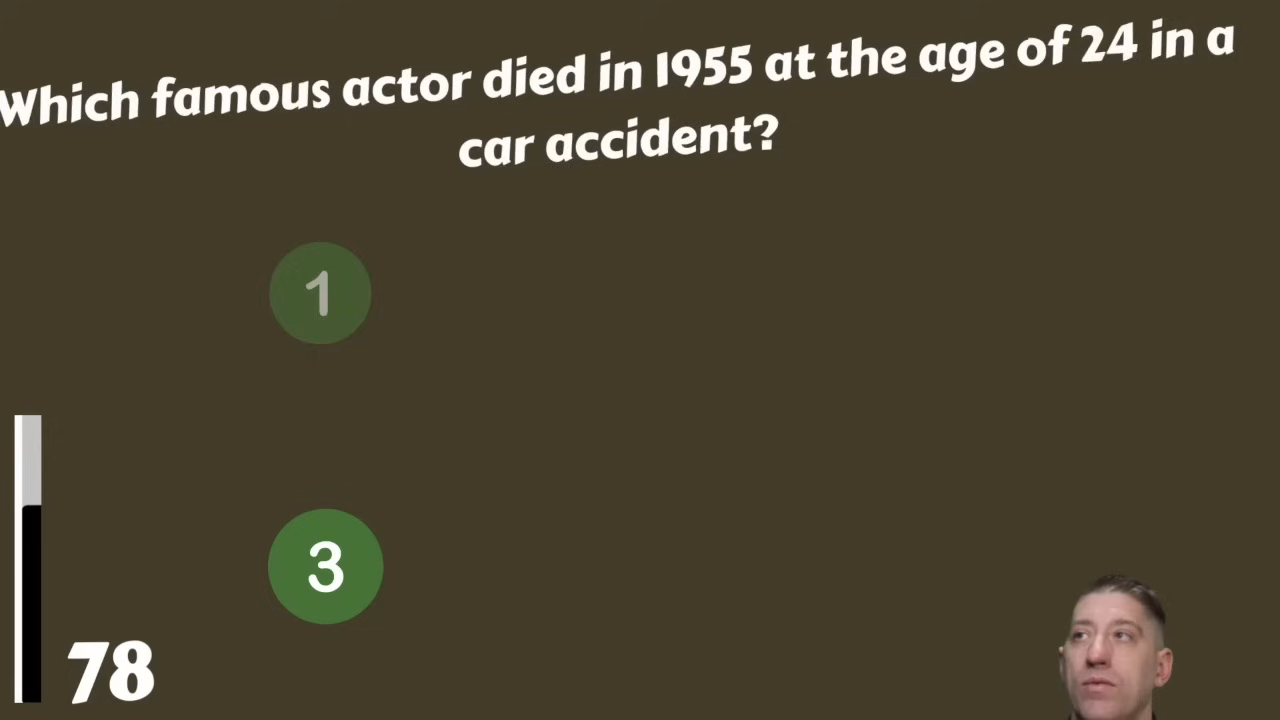 Which famous actor died in 1955 at the age of 24 in a
car accident?
1
3
78